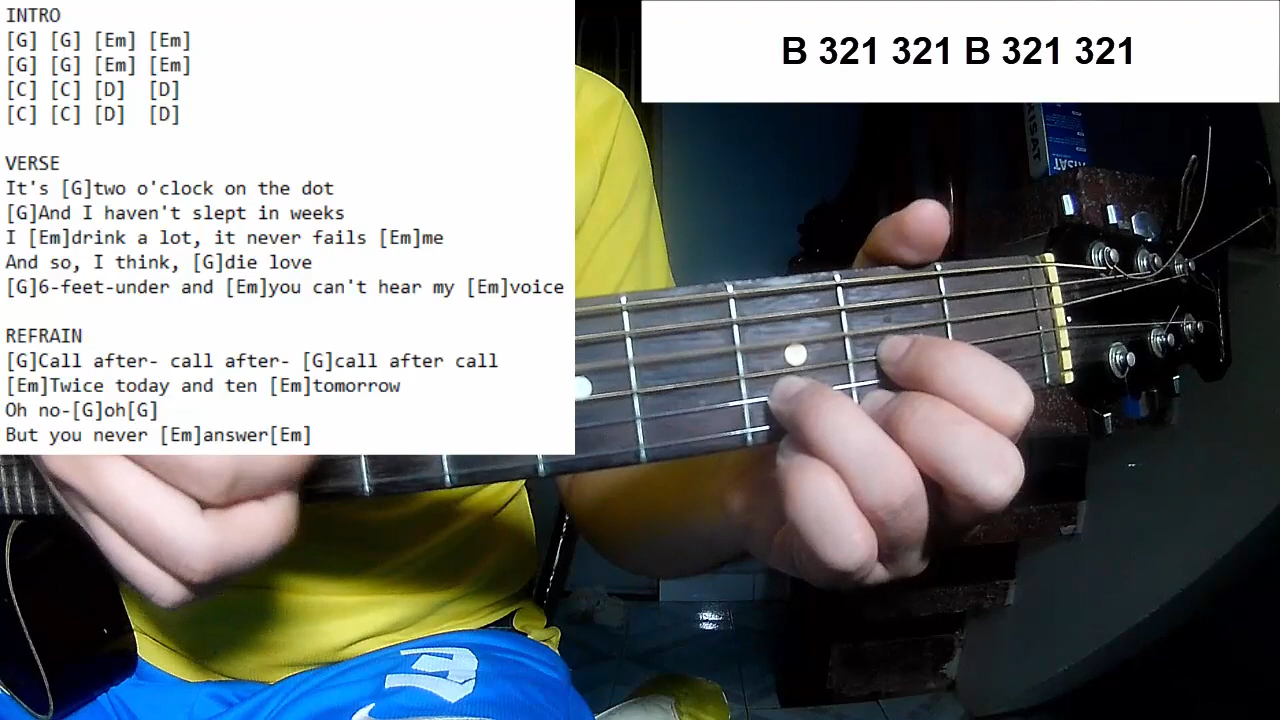 INTRO
[G] [G] [Em] [Em]
[G] [G] [Em] [Em]
[C] [C] [D]  [D]
[C] [C] [D]  [D]
VERSE
It's [G]two o'clock on the dot
[G]And I haven't slept in weeks
I [Em]drink a lot, it never fails [Em]me
And so, I think, [G]die love
[G]6-feet-under and [Em]you can't hear my [Em]voice
REFRAIN
[G]Call after- call after- [G]call after call
[Em]Twice today and ten [Em]tomorrow
Oh no-[G]oh[G]
But you never [Em]answer[Em]
B 321 321 B 321 321